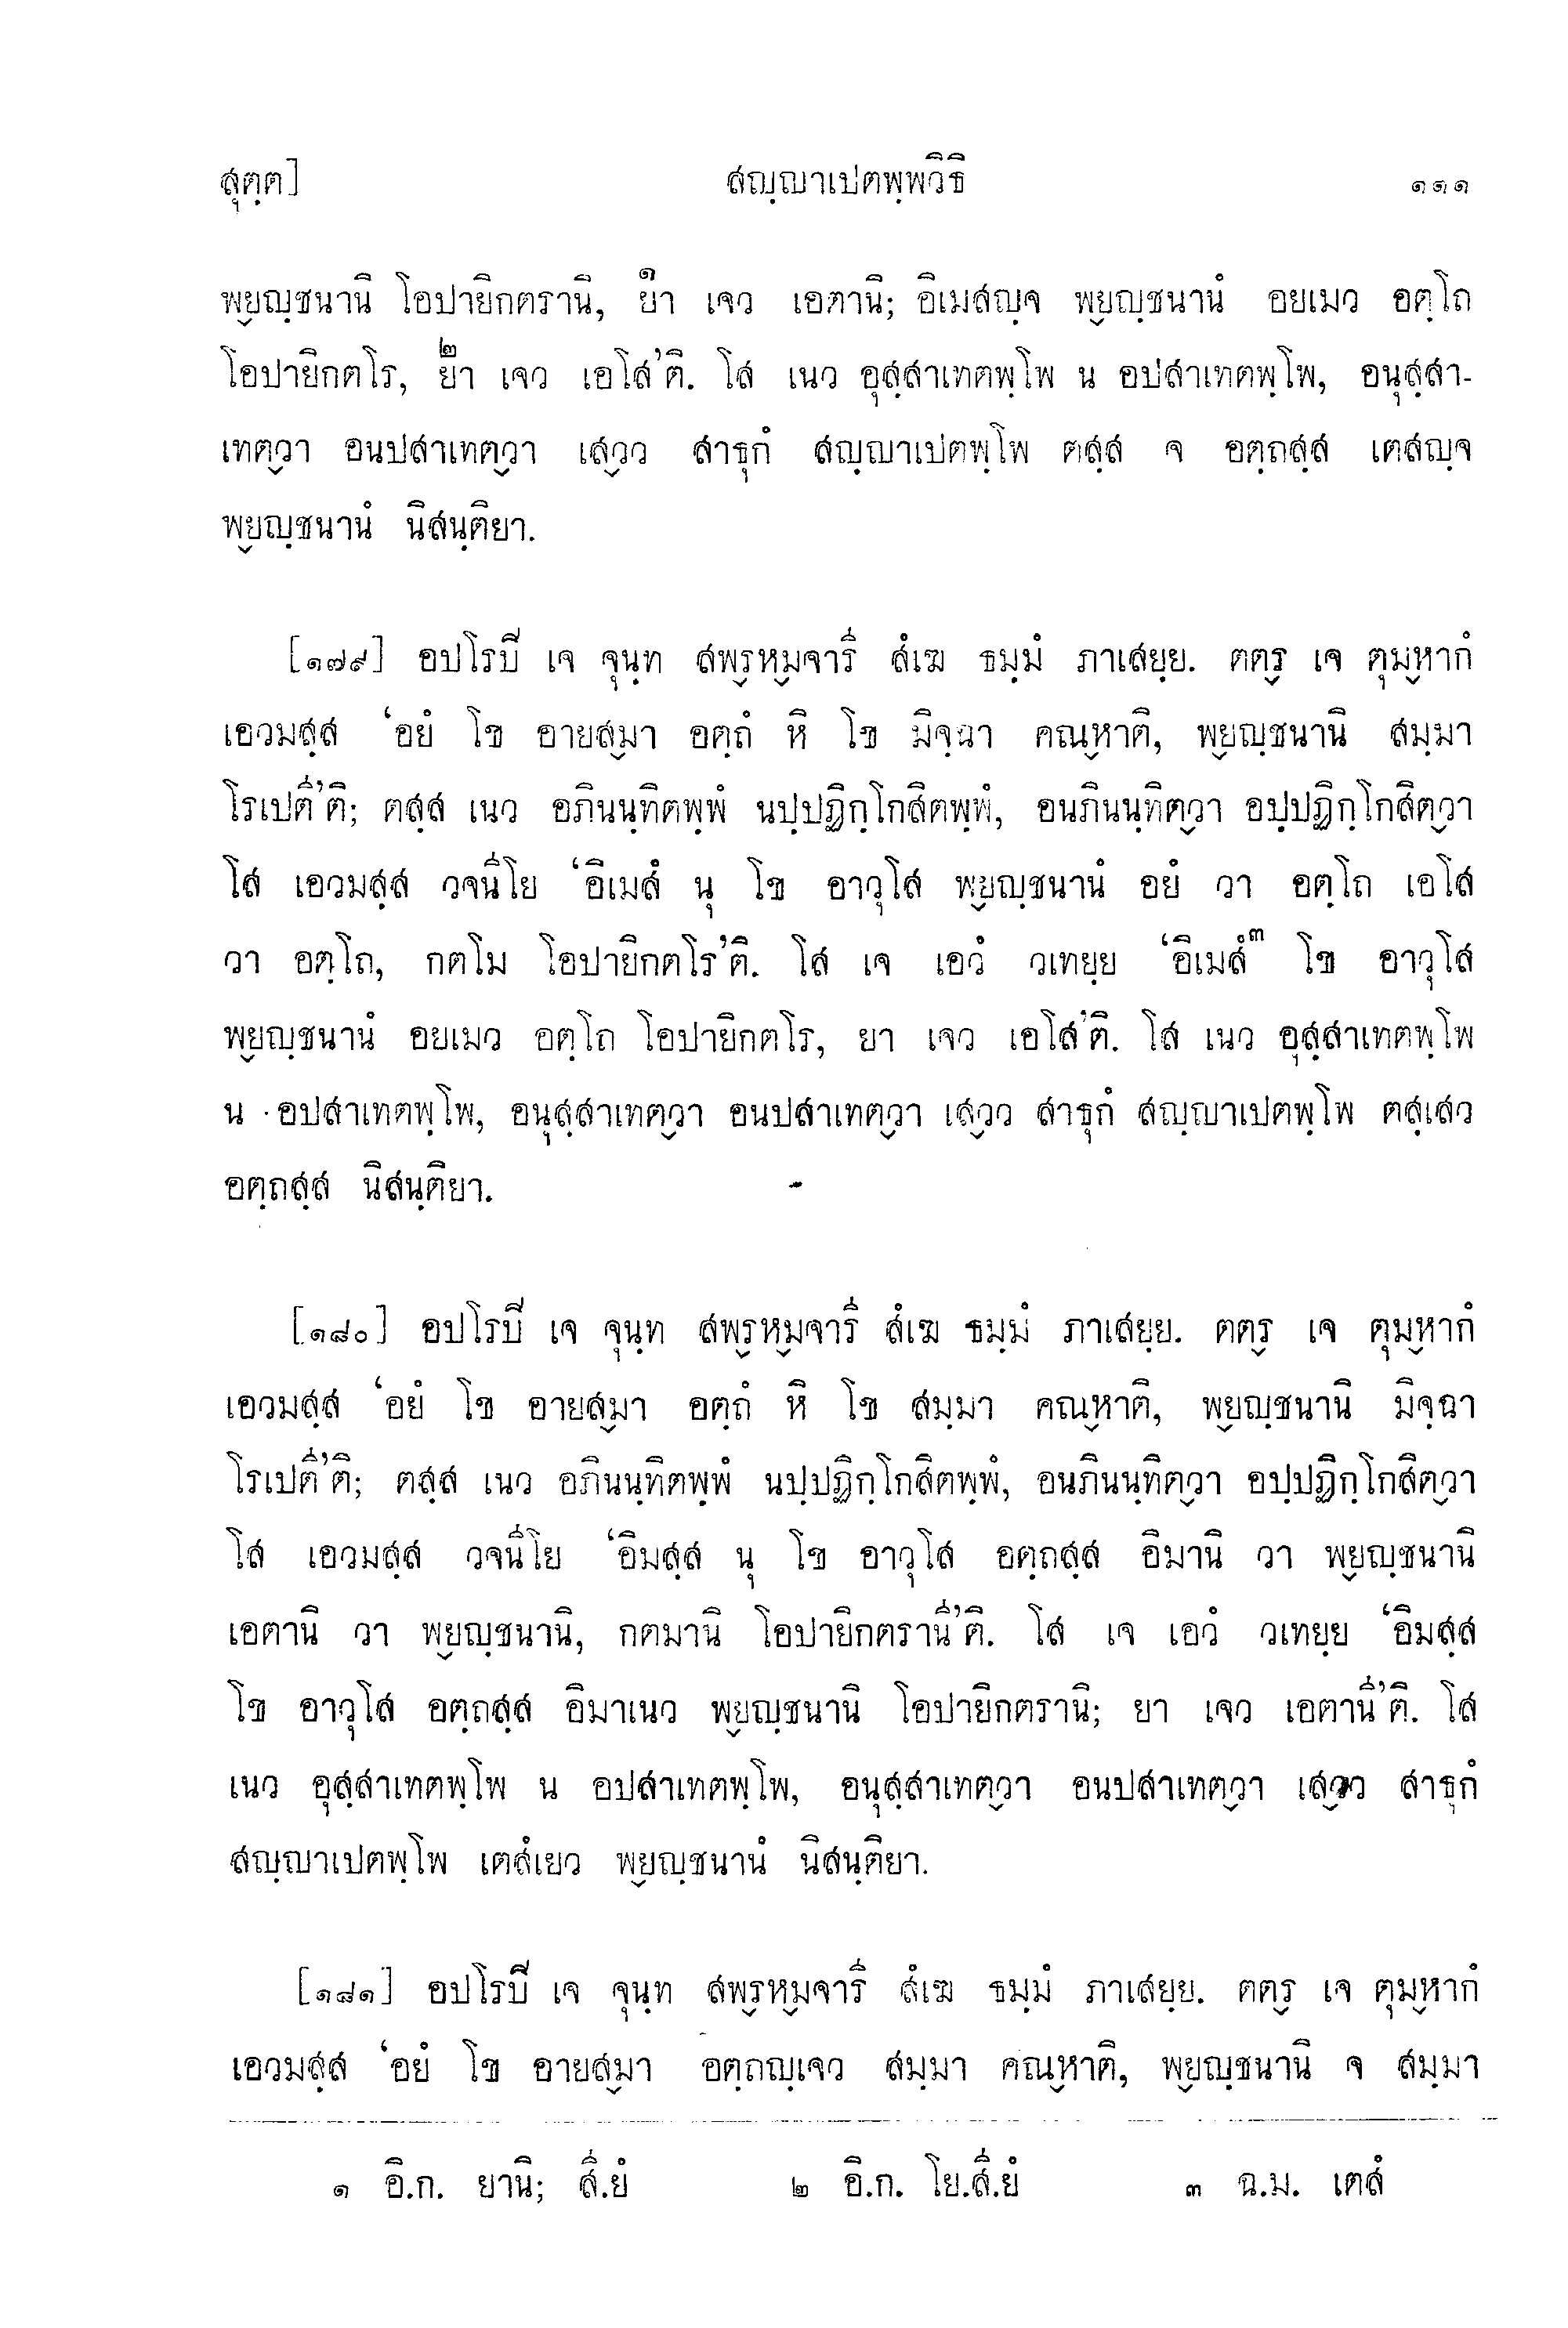 สุตฺต] สญฺญาเปตพฺพวิธิ ๑๑๑
พ๎ยญฺชนานิ โอปายิกตรานิ, ยา๑ เจว เอตานิ; อิเมสญฺจ พ๎ยญฺชนานํ อยเมว อตฺโถ
โอปายิกตโร, ยา๒ เจว เอโส’ติ. โส เนว อุสฺสาเทตพฺโพ น อปสาเทตพฺโพ, อนุสฺสา-
เทต๎วา อนปสาเทต๎วา เส๎วว สาธุกํ สญฺญาเปตพฺโพ ตสฺส จ อตฺถสฺส เตสญฺจ
พ๎ยญฺชนานํ นิสนฺติยา.
[๑๗๙] อปโรปี เจ จุนฺท สพ๎รห๎มจารี สํเฆ ธมฺมํ ภาเสยฺย. ตต๎ร เจ ตุม๎หากํ
เอวมสฺส ‘อยํ โข อายส๎มา อตฺถํ หิ โข มิจฺฉา คณ๎หาติ, พ๎ยญฺชนานิ สมฺมา
โรเปตี’ติ; ตสฺส เนว อภินนฺทิตพฺพํ นปฺปฏิกฺโกสิตพฺพํ, อนภินนฺทิต๎วา อปฺปฏิกฺโกสิต๎วา
โส เอวมสฺส วจนีโย ‘อิเมสํ นุ โข อาวุโส พ๎ยญฺชนานํ อยํ วา อตฺโถ เอโส
วา อตฺโถ, กตโม โอปายิกตโร’ติ. โส เจ เอวํ วเทยฺย ‘อิเมสํ๓ โข อาวุโส
พ๎ยญฺชนานํ อยเมว อตฺโถ โอปายิกตโร, ยา เจว เอโส’ติ. โส เนว อุสฺสาเทตพฺโพ
น อปสาเทตพฺโพ, อนุสฺสาเทต๎วา อนปสาเทต๎วา เส๎วว สาธุกํ สญฺญาเปตพฺโพ ตสฺเสว
อตฺถสฺส นิสนฺติยา.
[๑๘๐] อปโรปี เจ จุนฺท สพ๎รห๎มจารี สํเฆ ธมฺมํ ภาเสยฺย. ตต๎ร เจ ตุม๎หากํ
เอวมสฺส ‘อยํ โข อายส๎มา อตฺถํ หิ โข สมฺมา คณ๎หาติ, พ๎ยญฺชนานิ มิจฺฉา
โรเปตี’ติ; ตสฺส เนว อภินนฺทิตพฺพํ นปฺปฏิกฺโกสิตพฺพํ, อนภินนฺทิต๎วา อปฺปฏิกฺโกสิต๎วา
โส เอวมสฺส วจนีโย ‘อิมสฺส นุ โข อาวุโส อตฺถสฺส อิมานิ วา พ๎ยญฺชนานิ
เอตานิ วา พ๎ยญฺชนานิ, กตมานิ โอปายิกตรานี’ติ. โส เจ เอวํ วเทยฺย ‘อิมสฺส
โข อาวุโส อตฺถสฺส อิมาเนว พ๎ยญฺชนานิ โอปายิกตรานิ; ยา เจว เอตานี’ติ. โส
เนว อุสฺสาเทตพฺโพ น อปสาเทตพฺโพ, อนุสฺสาเทต๎วา อนปสาเทต๎วา เส๎วว สาธุกํ
สญฺญาเปตพฺโพ เตสํเยว พ๎ยญฺชนานํ นิสนฺติยา.
[๑๘๑] อปโรปี เจ จุนฺท สพ๎รห๎มจารี สํเฆ ธมฺมํ ภาเสยฺย. ตต๎ร เจ ตุม๎หากํ
เอวมสฺส ‘อยํ โข อายส๎มา อตฺถญฺเจว สมฺมา คณ๎หาติ, พ๎ยญฺชนานิ จ สมฺมา
๑ อิ.ก. ยานิ; สี.ยํ ๒ อิ.ก. โย.สี.ยํ ๓ ฉ.ม. เตสํ